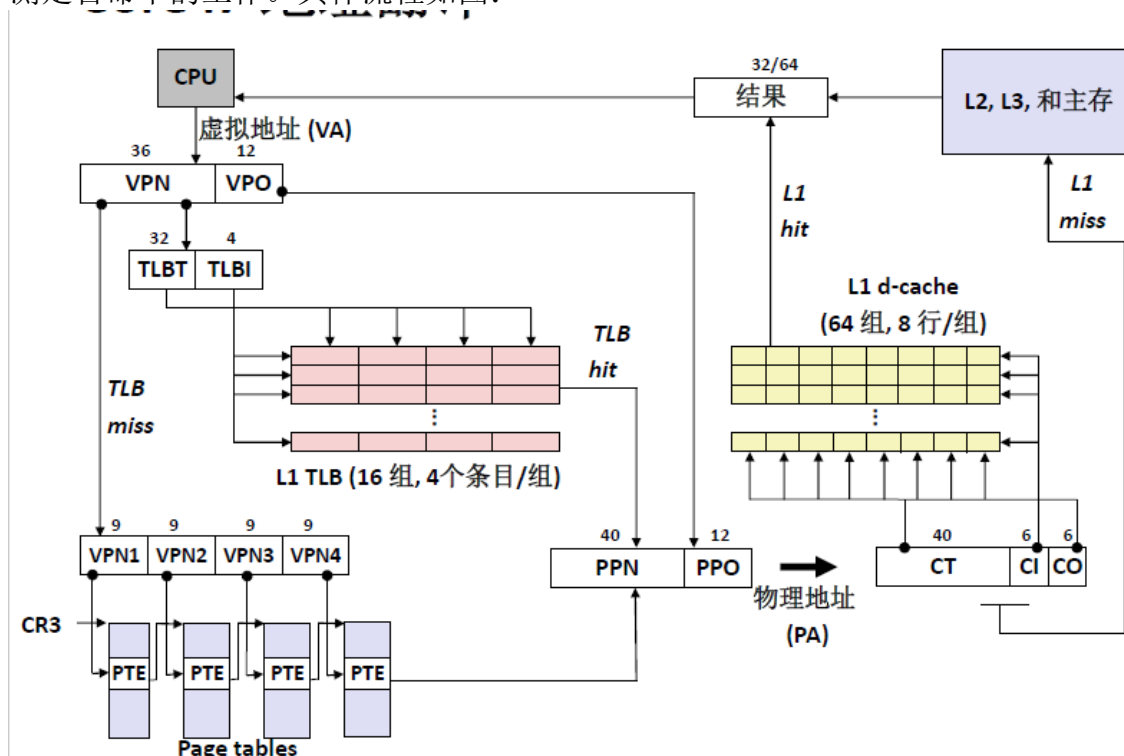 32/64
CPU
结果
L2, L3, 和主存
虚拟地址 (VA)
36
12
VPN
VPO
L1
hit
L1
miss
32
4
TLBT
TLBI
L1 d-cache
(64 组, 8 行/组)
TLB
hit
TLB
miss
...
...
L1 TLB (16 组, 4个条目/组)
9
9
9
9
VPN1
VPN2
VPN3
VPN4
40
12
PPN
PPO
物理地址
(PA)
40
6
6
CT
CI
CO
CR3
PTE
PTE
PTE
PTE
Page tables